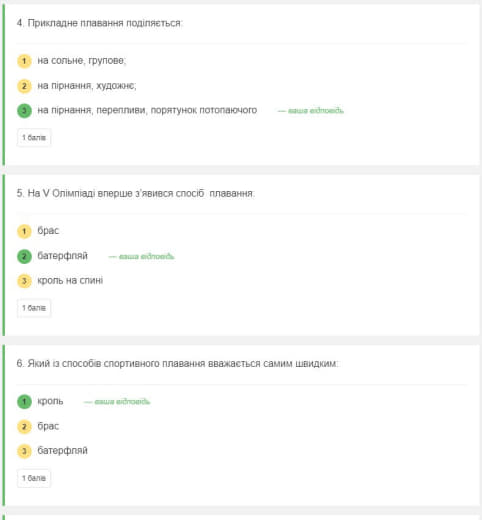 4. Прикладне плавання поділяється:
1 на сольне, групове;
2 на пірнання, художнє;
3 на пірнання, перепливи, порятунок потопаючого — ваша відповідь
1 балів
5. На V Олімпіаді вперше з'явився спосіб плавання:
1 брас
2 батерфляй — ваша відповідь
3 кроль на спині
1 балів
6. Який із способів спортивного плавання вважається самим швидким:
1 кроль — ваша відповідь
2 брас
3 батерфляй
1 балів